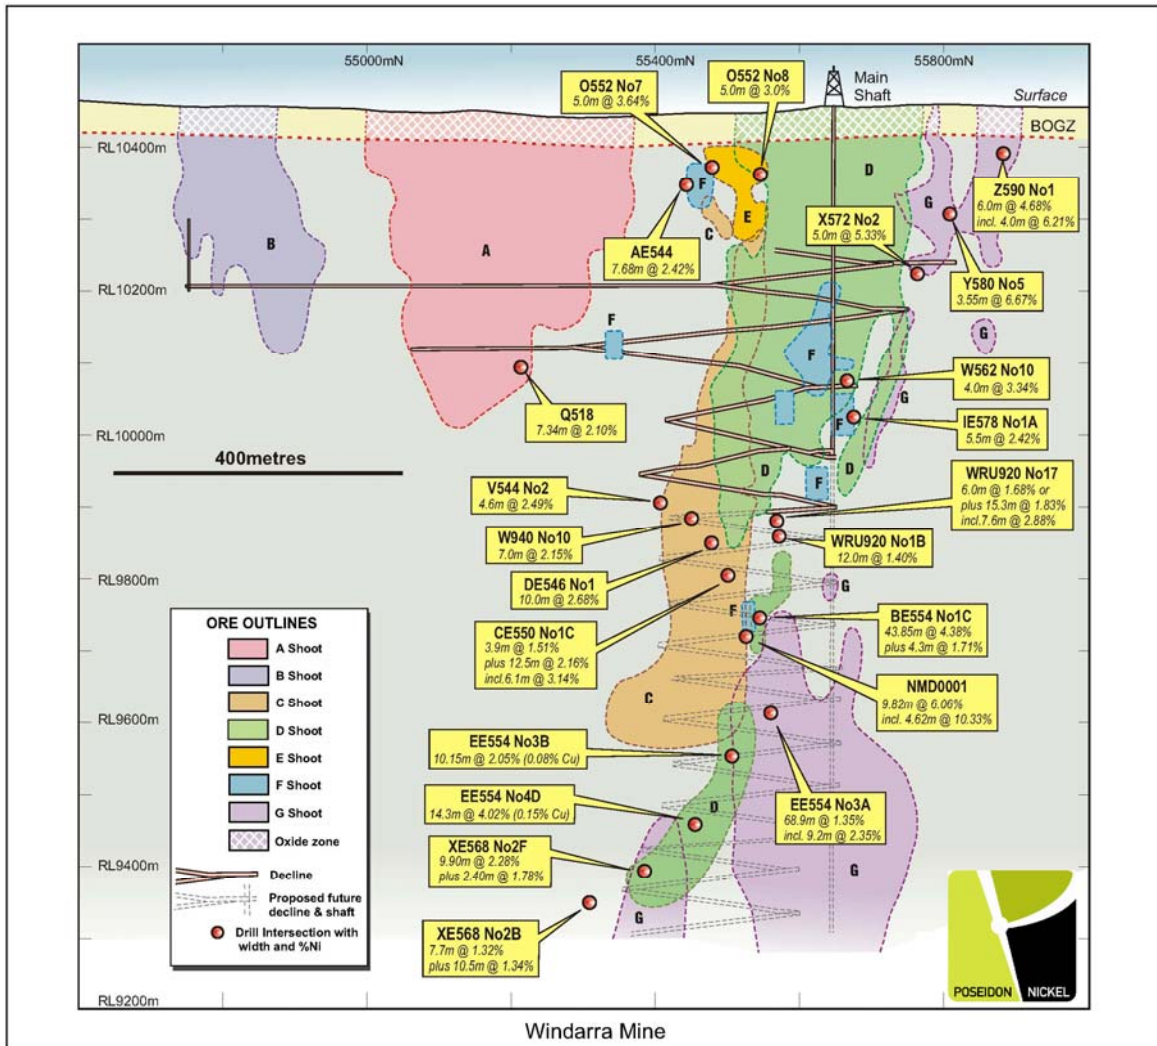 55000mN
55400mN
55800mN
O552 No7
5.0m @ 3.64%
O552 No8
5.0m @ 3.0%
Main
Shaft
Surface
BOGZ
RL10400m
Z590 No1
6.0m @ 4.68%
incl. 4.0m @ 6.21%
X572 No2
5.0m @ 5.33%
AE544
7.68m @ 2.42%
Y580 No5
3.55m @ 6.67%
B
A
F
C
E
D
G
RL10200m
F
F
G
W562 No10
4.0m @ 3.34%
G
Q518
7.34m @ 2.10%
IE578 No1A
5.5m @ 2.42%
F
RL10000m
400metres
D
F
D
V544 No2
4.6m @ 2.49%
WRU920 No17
6.0m @ 1.68% or
plus 15.3m @ 1.83%
incl.7.6m @ 2.88%
W940 No10
7.0m @ 2.15%
WRU920 No1B
12.0m @ 1.40%
DE546 No1
10.0m @ 2.68%
RL9800m
G
F
CE550 No1C
3.9m @ 1.51%
plus 12.5m @ 2.16%
incl.6.1m @ 3.14%
BE554 No1C
43.85m @ 4.38%
plus 4.3m @ 1.71%
NMD0001
9.82m @ 6.06%
incl. 4.62m @ 10.33%
C
RL9600m
EE554 No3B
10.15m @ 2.05% (0.08% Cu)
EE554 No4D
14.3m @ 4.02% (0.15% Cu)
D
EE554 No3A
68.9m @ 1.35%
incl. 9.2m @ 2.35%
XE568 No2F
9.90m @ 2.28%
plus 2.40m @ 1.78%
RL9400m
G
G
XE568 No2B
7.7m @ 1.32%
plus 10.5m @ 1.34%
RL9200m
ORE OUTLINES
A Shoot
B Shoot
C Shoot
D Shoot
E Shoot
F Shoot
G Shoot
Oxide zone
Decline
Proposed future
decline & shaft
Drill Intersection with
width and %Ni
POSEIDON
NICKEL
Windarra Mine